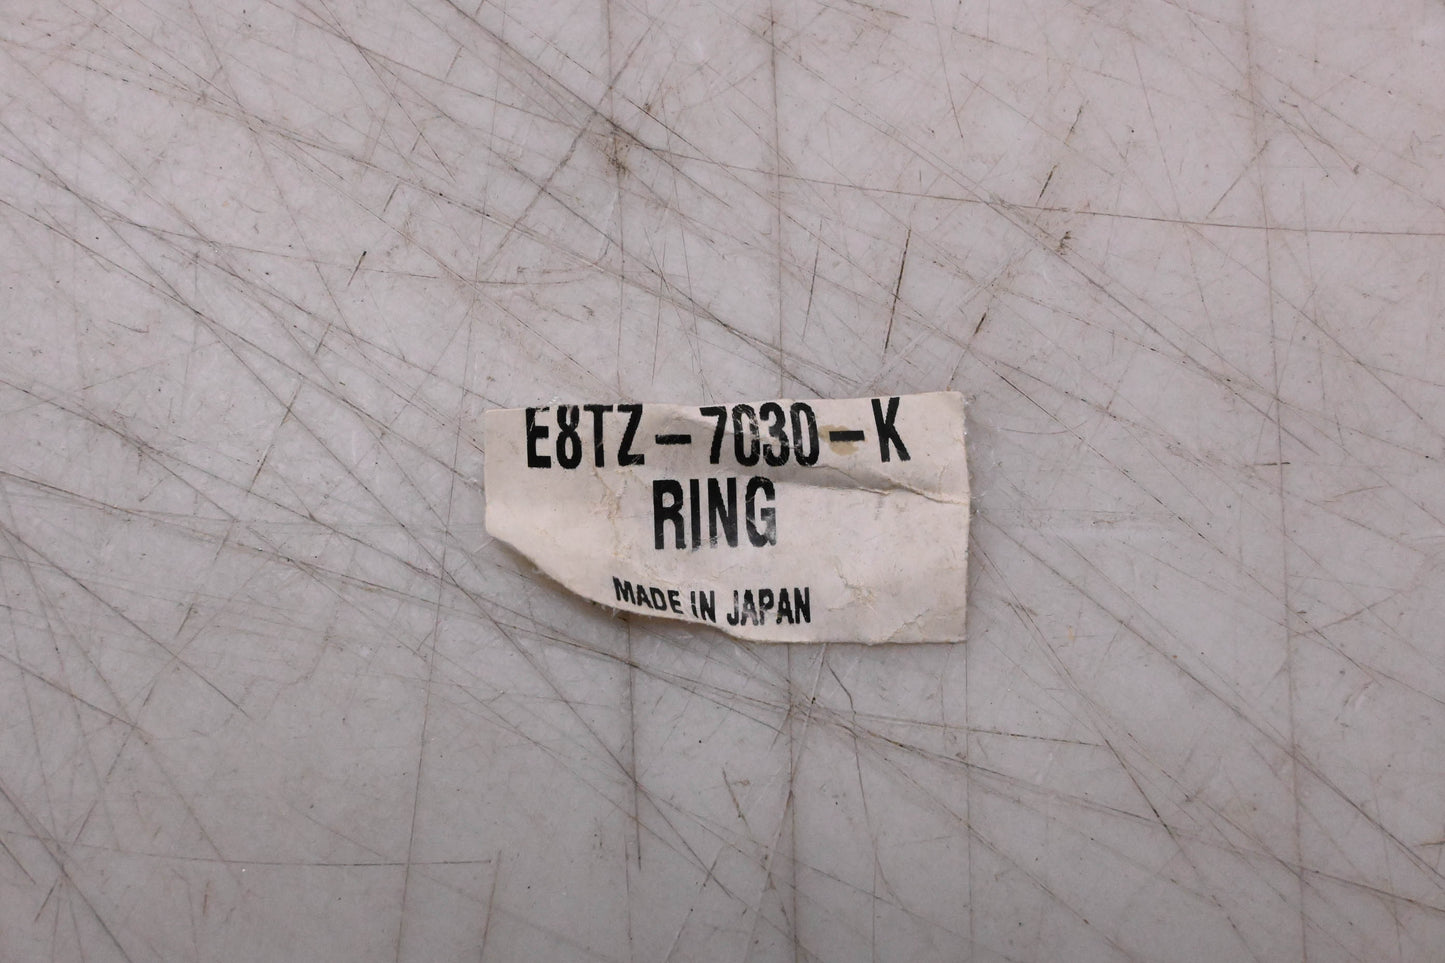 E8TZ-7030-K
RING
MADE IN JAPAN